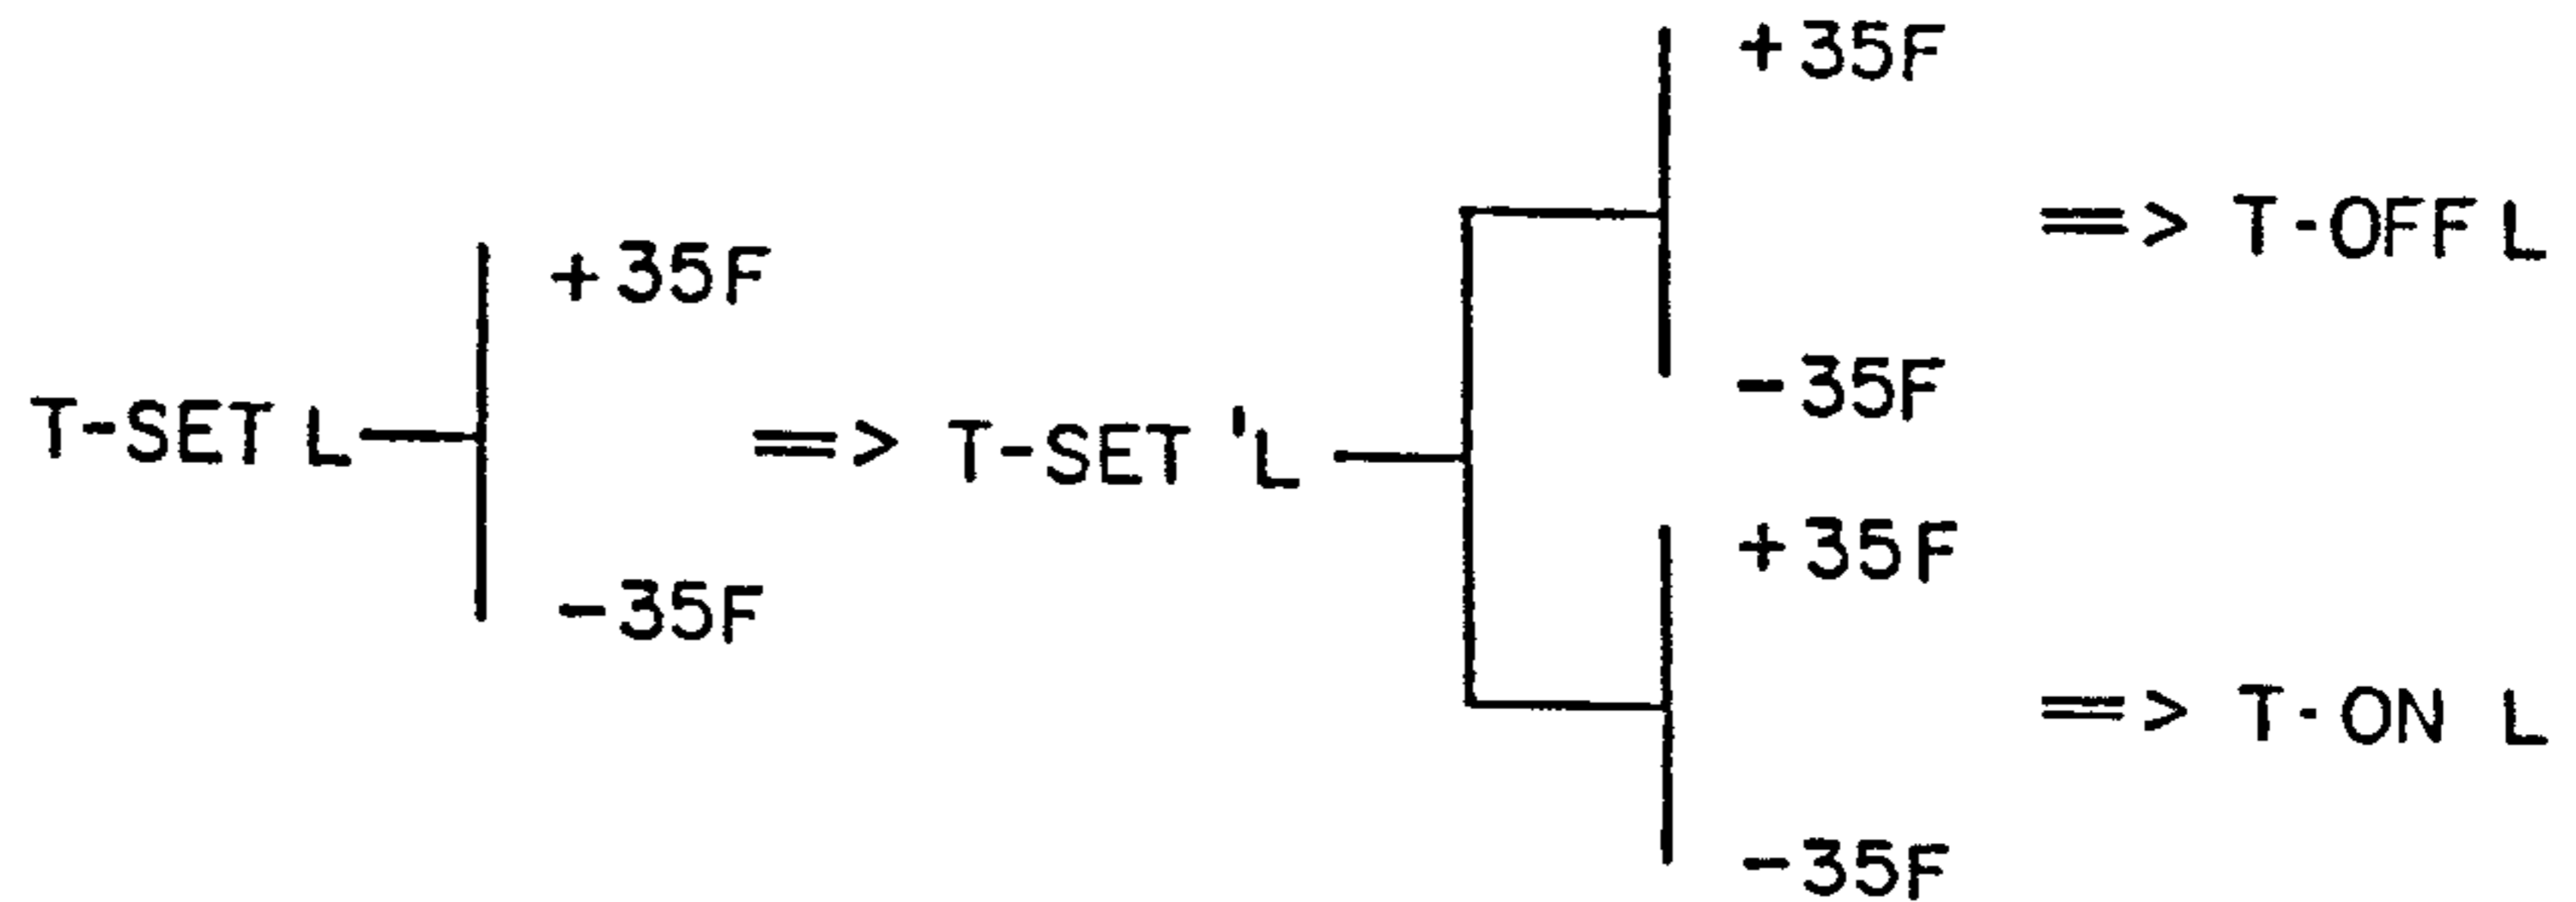 +35F
=> T-OFF L
+35F
-35F
T-SET L
=> T-SET 'L
+35F
-35F
=> T-ON L
-35F